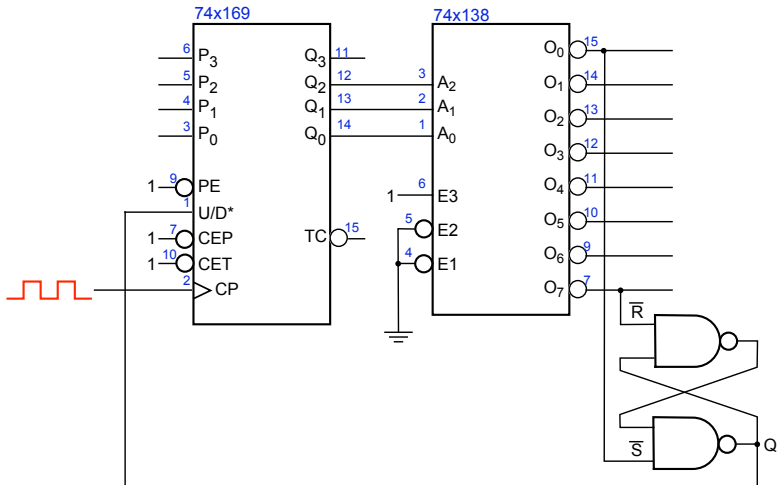 74x169
74x138
6 P3
5 P2
4 P1
3 P0
Q3 11
Q2 12
Q1 13
Q0 14
1 9 PE
1 U/D*
1 7 CEP
1 10 CET
2 CP
TC 15
3 A2
2 A1
1 A0
1 6 E3
5 E2
4 E1
O0 15
O1 14
O2 13
O3 12
O4 11
O5 10
O6 9
O7 7
R̅
S̅
Q